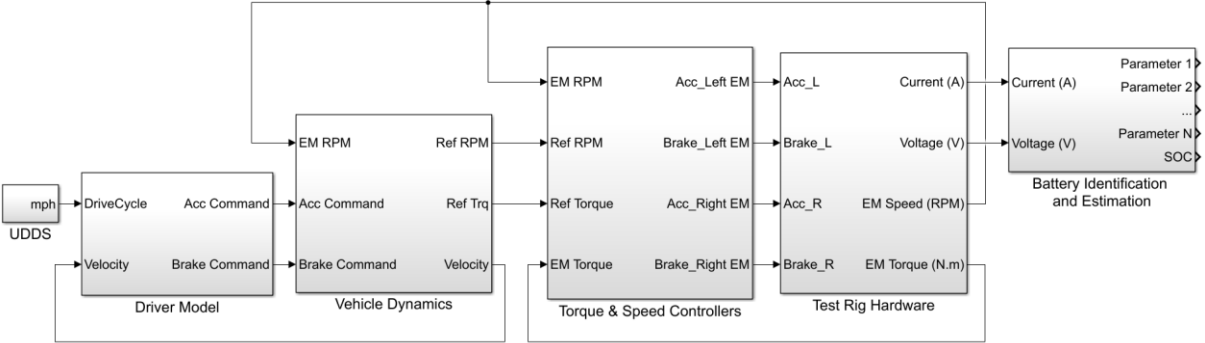 mph
UDDS
DriveCycle
Acc Command
Velocity
Brake Command
Driver Model
EM RPM
Ref RPM
Acc Command
Ref Trq
Brake Command
Velocity
Vehicle Dynamics
EM RPM
Acc_Left EM
Ref RPM
Brake_Left EM
Ref Torque
Acc_Right EM
EM Torque
Brake_Right EM
Torque & Speed Controllers
Acc_L
Current (A)
Brake_L
Voltage (V)
Acc_R
EM Speed (RPM)
Brake_R
EM Torque (N.m)
Test Rig Hardware
Parameter 1
Current (A)
Parameter 2
...
Parameter N
Voltage (V)
SOC
Battery Identification
and Estimation